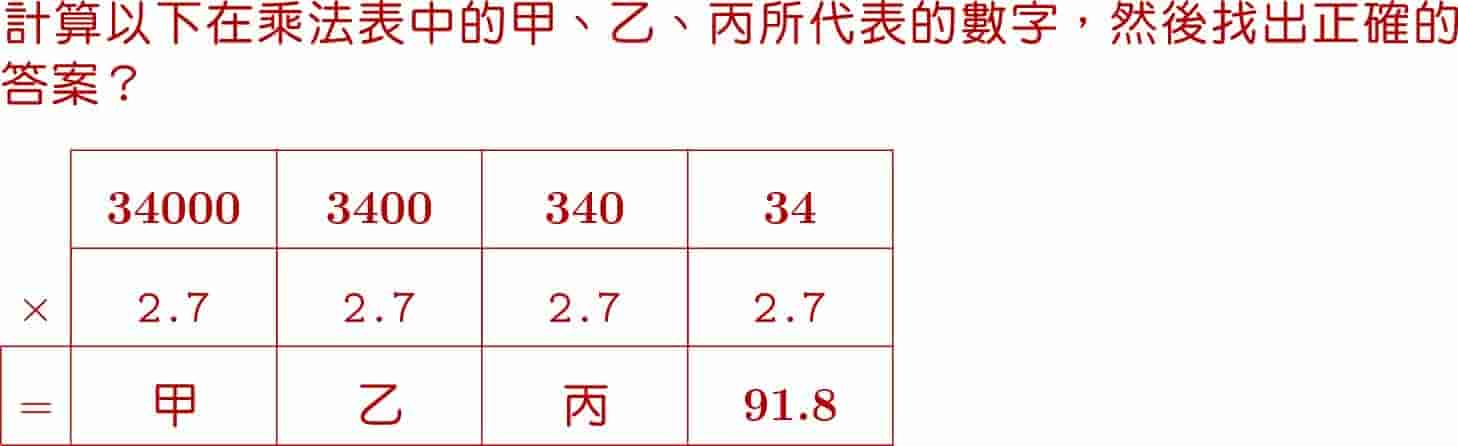 計算以下在乘法表中的甲、乙、丙所代表的數字，然後找出正確的
答案？
34000 3400 340 34
× 2.7 2.7 2.7 2.7
= 甲 乙 丙 91.8